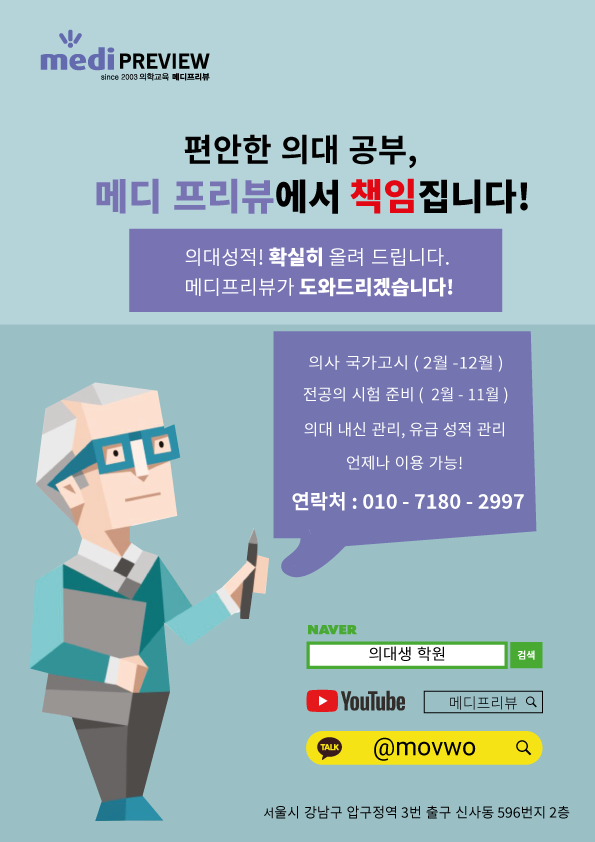 medi PREVIEW
since 2003 의학교육 메디프리뷰
편안한 의대 공부,
메디 프리뷰에서 책임집니다!
의대성적! 확실히 올려 드립니다.
메디프리뷰가 도와드리겠습니다!
의사 국가고시 ( 2월 -12월 )
전공의 시험 준비 ( 2월 - 11월 )
의대 내신 관리, 유급 성적 관리
언제나 이용 가능!
연락처 : 010 - 7180 - 2997
NAVER
의대생 학원 검색
YouTube 메디프리뷰
TALK @movwo
서울시 강남구 압구정역 3번 출구 신사동 596번지 2층